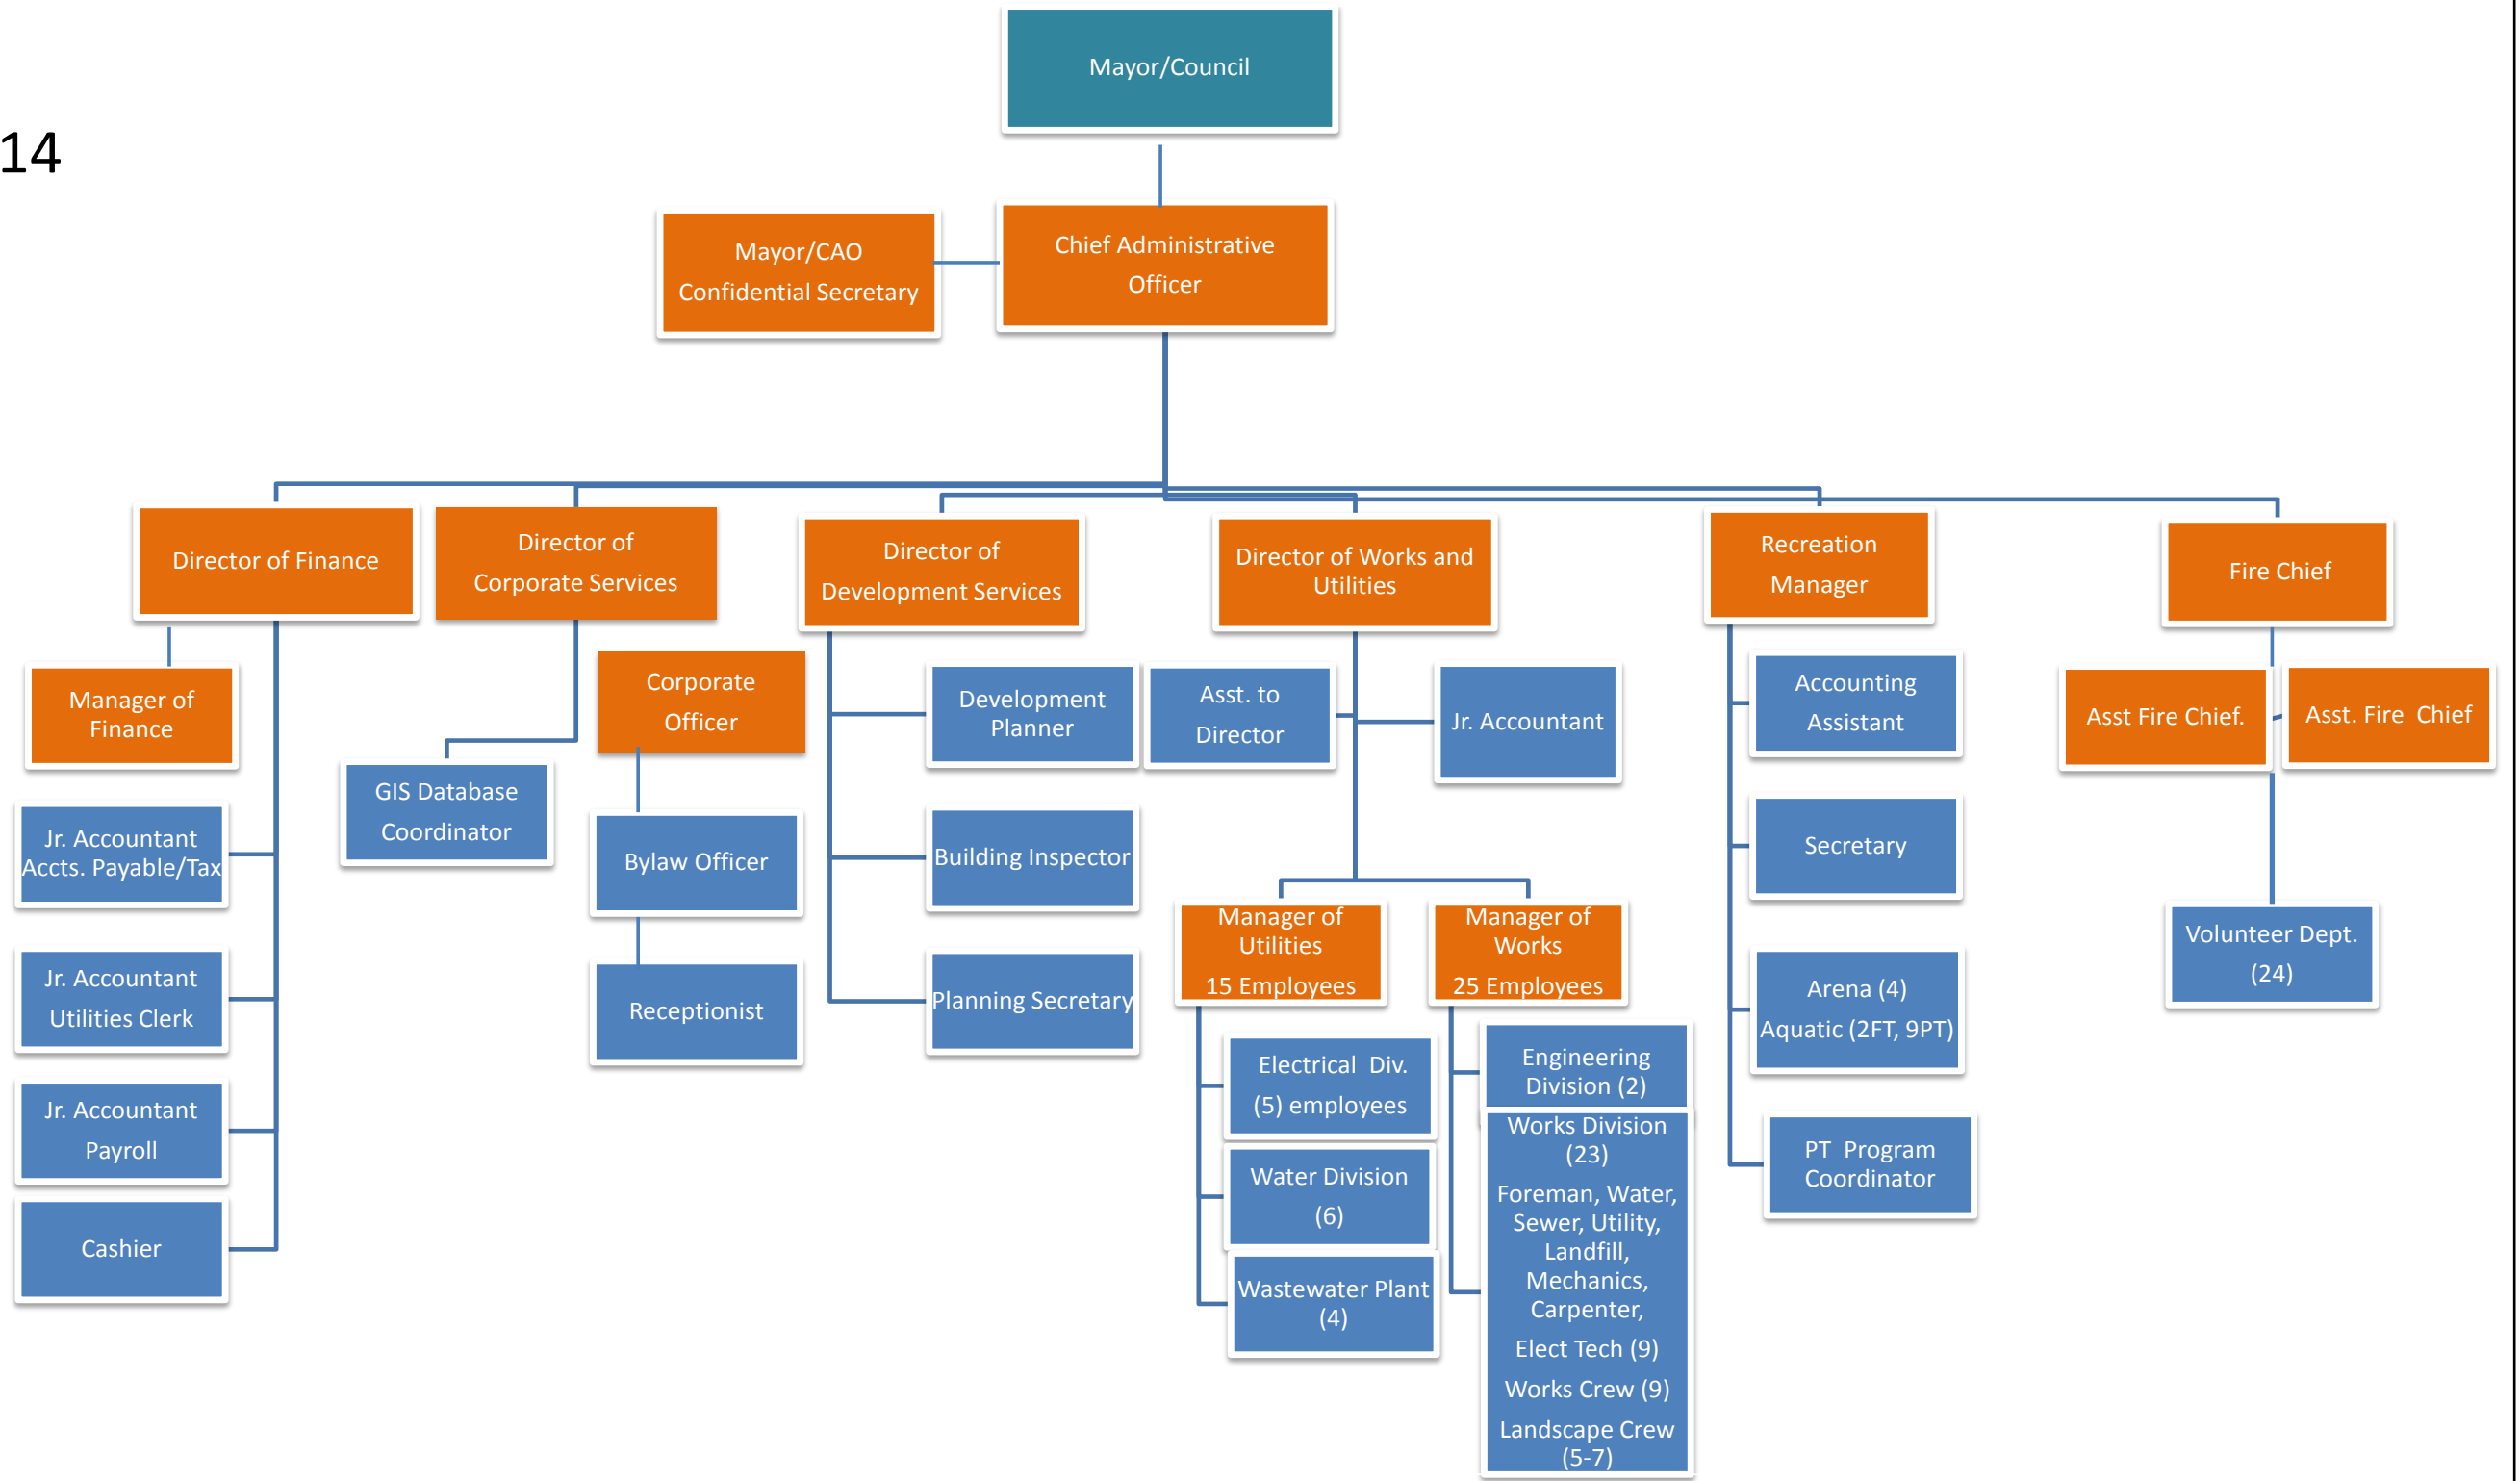 Mayor/Council
14
Mayor/CAO
Confidential Secretary
Chief Administrative
Officer
Director of Finance
Director of
Corporate Services
Director of
Development Services
Director of Works and
Utilities
Recreation
Manager
Fire Chief
Manager of
Finance
Jr. Accountant
Accts. Payable/Tax
Jr. Accountant
Utilities Clerk
Jr. Accountant
Payroll
Cashier
GIS Database
Coordinator
Corporate
Officer
Bylaw Officer
Receptionist
Development
Planner
Building Inspector
Planning Secretary
Asst. to
Director
Jr. Accountant
Manager of
Utilities
15 Employees
Electrical  Div.
(5) employees
Water Division
(6)
Wastewater Plant
(4)
Manager of
Works
25 Employees
Engineering
Division (2)
Works Division
(23)
Foreman, Water,
Sewer, Utility,
Landfill,
Mechanics,
Carpenter,
Elect Tech (9)
Works Crew (9)
Landscape Crew
(5-7)
Accounting
Assistant
Secretary
Arena (4)
Aquatic (2FT, 9PT)
PT  Program
Coordinator
Asst Fire Chief.
Asst. Fire  Chief
Volunteer Dept.
(24)